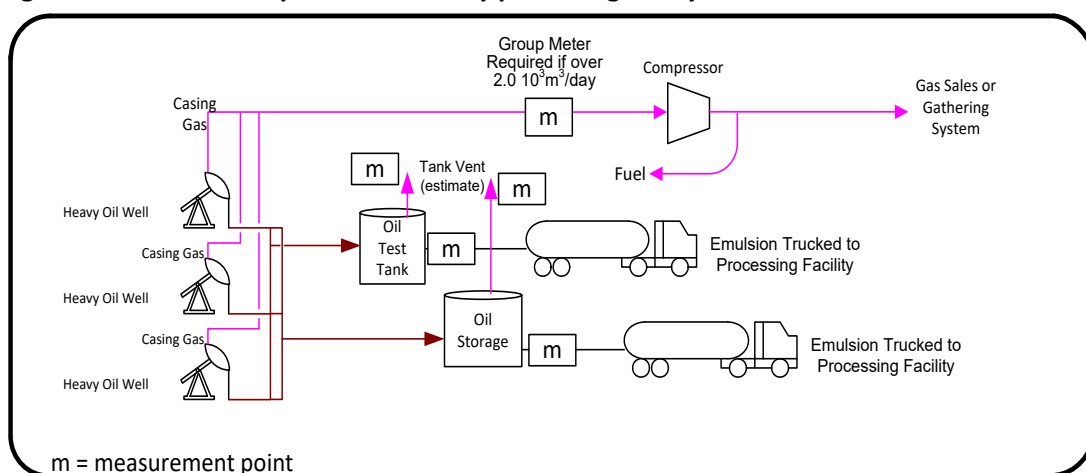 Group Meter
Required if over
2.0 10³m³/day
Compressor
Gas Sales or
Gathering
System
Casing
Gas
m
Fuel
Tank Vent
(estimate)
m
m
Heavy Oil Well
Oil
Test
Tank
m
Emulsion Trucked to
Processing Facility
Casing Gas
Heavy Oil Well
Oil
Storage
m
Emulsion Trucked to
Processing Facility
Casing Gas
Heavy Oil Well
m = measurement point